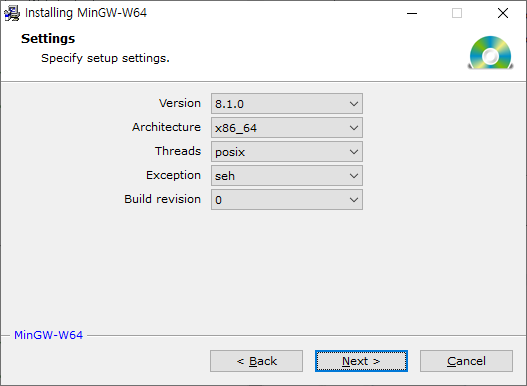 Installing MinGW-W64
Settings
Specify setup settings.
Version 8.1.0
Architecture x86_64
Threads posix
Exception seh
Build revision 0
MinGW-W64
< Back Next > Cancel